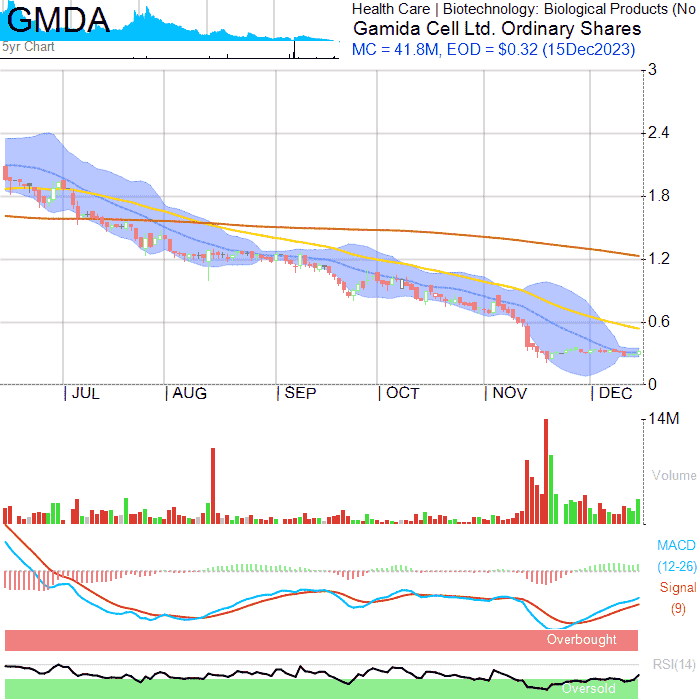 GMDA
5yr Chart
Health Care | Biotechnology: Biological Products (No
Gamida Cell Ltd. Ordinary Shares
MC = 41.8M, EOD = $0.32 (15Dec2023)
3
2.4
1.8
1.2
0.6
0
JUL AUG SEP OCT NOV DEC
14M
Volume
MACD
(12-26)
Signal
(9)
Overbought
RSI(14)
Oversold